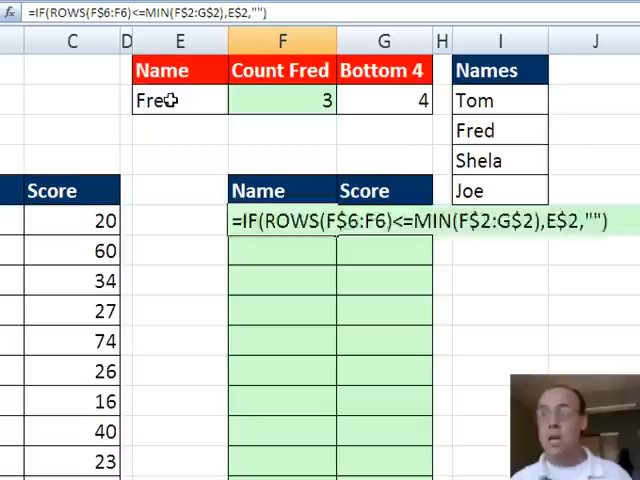 =IF(ROWS(F$6:F6)<=MIN(F$2:G$2),E$2,"")
C D E F G H I J
Name Count Fred Bottom 4 Names
Fre 3 4 Tom
Fred
Shela
Score Name Score Joe
20 =IF(ROWS(F$6:F6)<=MIN(F$2:G$2),E$2,"")
60
34
27
74
26
16
40
23